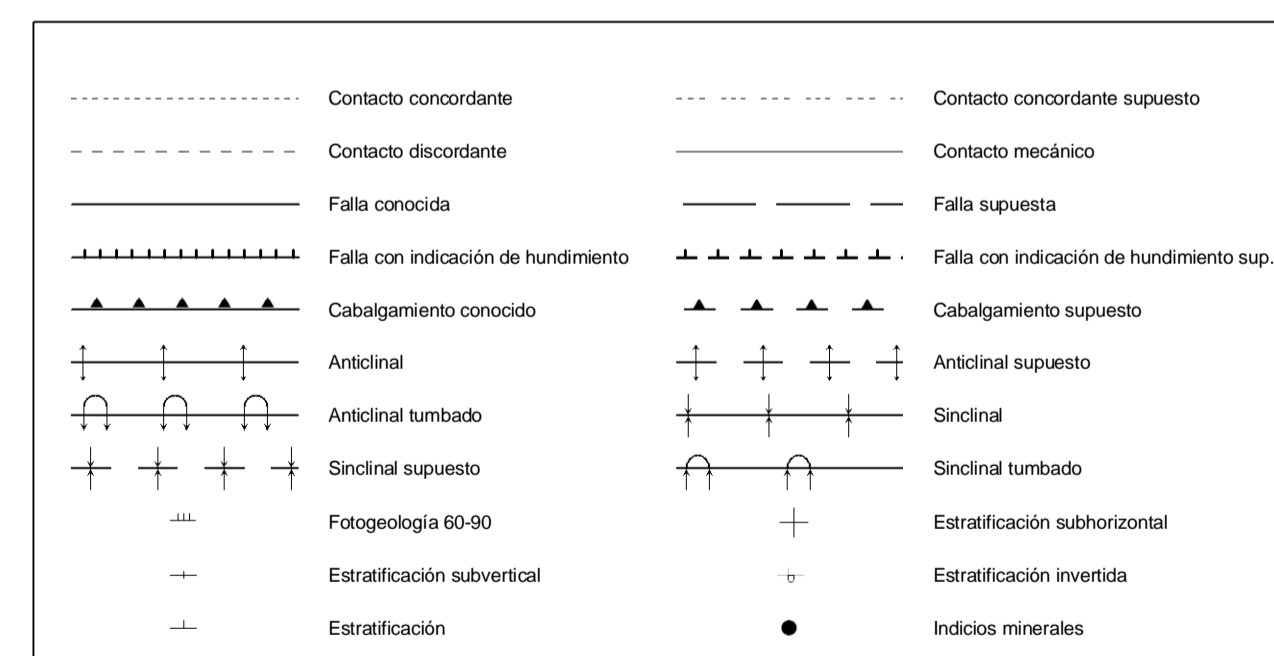 Contacto concordante
Contacto concordante supuesto
Contacto discordante
Contacto mecánico
Falla conocida
Falla supuesta
Falla con indicación de hundimiento
Falla con indicación de hundimiento sup.
Cabalgamiento conocido
Cabalgamiento supuesto
Anticlinal
Anticlinal supuesto
Anticlinal tumbado
Sinclinal
Sinclinal supuesto
Sinclinal tumbado
Fotogeología 60-90
Estratificación subhorizontal
Estratificación subvertical
Estratificación invertida
Estratificación
Indicios minerales